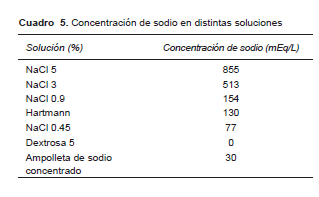 Cuadro 5. Concentración de sodio en distintas soluciones
Solución (%) Concentración de sodio (mEq/L)
NaCl 5 855
NaCl 3 513
NaCl 0.9 154
Hartmann 130
NaCl 0.45 77
Dextrosa 5 0
Ampolleta de sodio 30
concentrado